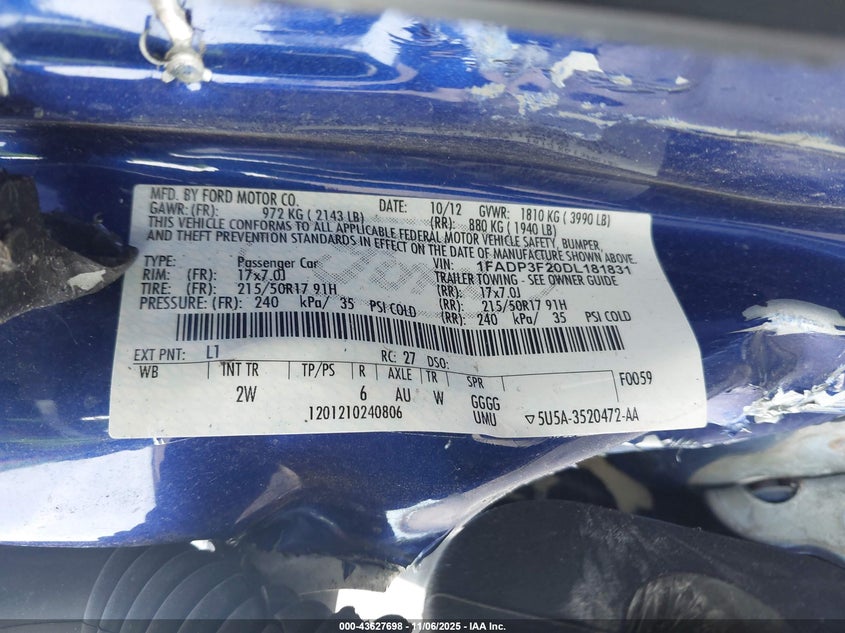 MFD. BY FORD MOTOR CO. DATE: 10/12 GVWR: 1810 KG (3990 LB)
GAWR: (FR): 972 KG (2143 LB) (RR): 880 KG (1940 LB)
THIS VEHICLE CONFORMS TO ALL APPLICABLE FEDERAL MOTOR VEHICLE SAFETY, BUMPER,
AND THEFT PREVENTION STANDARDS IN EFFECT ON THE DATE OF MANUFACTURE SHOWN ABOVE.
TYPE: Passenger Car VIN: 1FADP3F20DL181831
TRAILER TOWING - SEE OWNER GUIDE
RIM: (FR): 17x7.0J (RR): 17x7.0J
TIRE: (FR): 215/50R17 91H (RR): 215/50R17 91H
PRESSURE: (FR): 240 kPa/ 35 PSI COLD (RR): 240 kPa/ 35 PSI COLD
EXT PNT: L1 RC: 27 DSO:
WB INT TR TP/PS R AXLE TR SPR F0059
2W 6 AU W GGGG
1201210240806 UMU ▽5U5A-3520472-AA
000-43627698 - 11/06/2025 - IAA Inc.